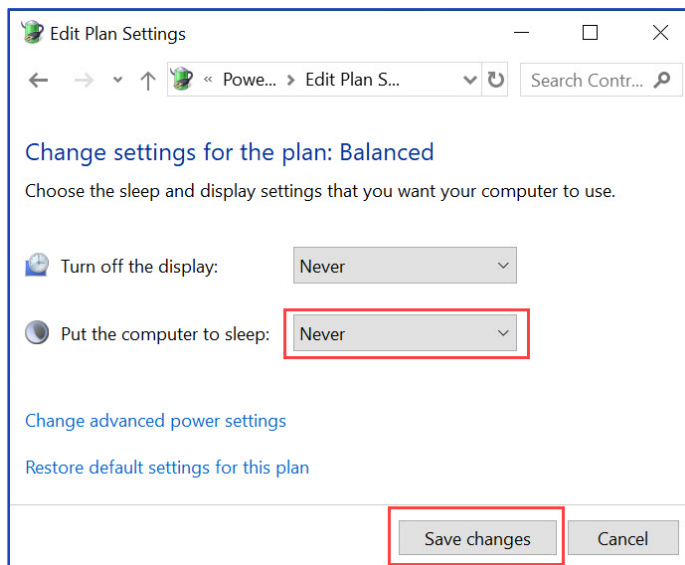 Edit Plan Settings
« Powe... > Edit Plan S...
Search Contr...
Change settings for the plan: Balanced
Choose the sleep and display settings that you want your computer to use.
Turn off the display: Never
Put the computer to sleep: Never
Change advanced power settings
Restore default settings for this plan
Save changes Cancel